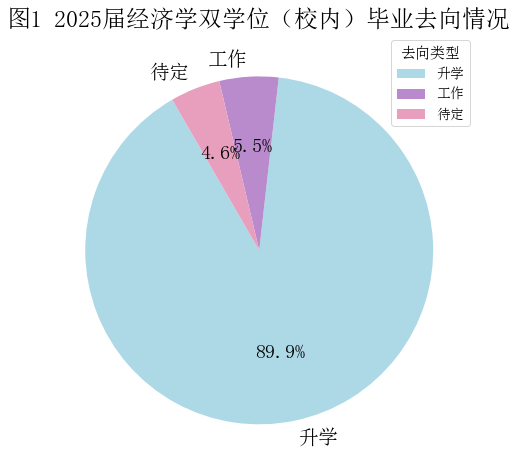 图1 2025届经济学双学位（校内）毕业去向情况
去向类型
升学
工作
待定
工作
待定
5.5%
4.6%
89.9%
升学